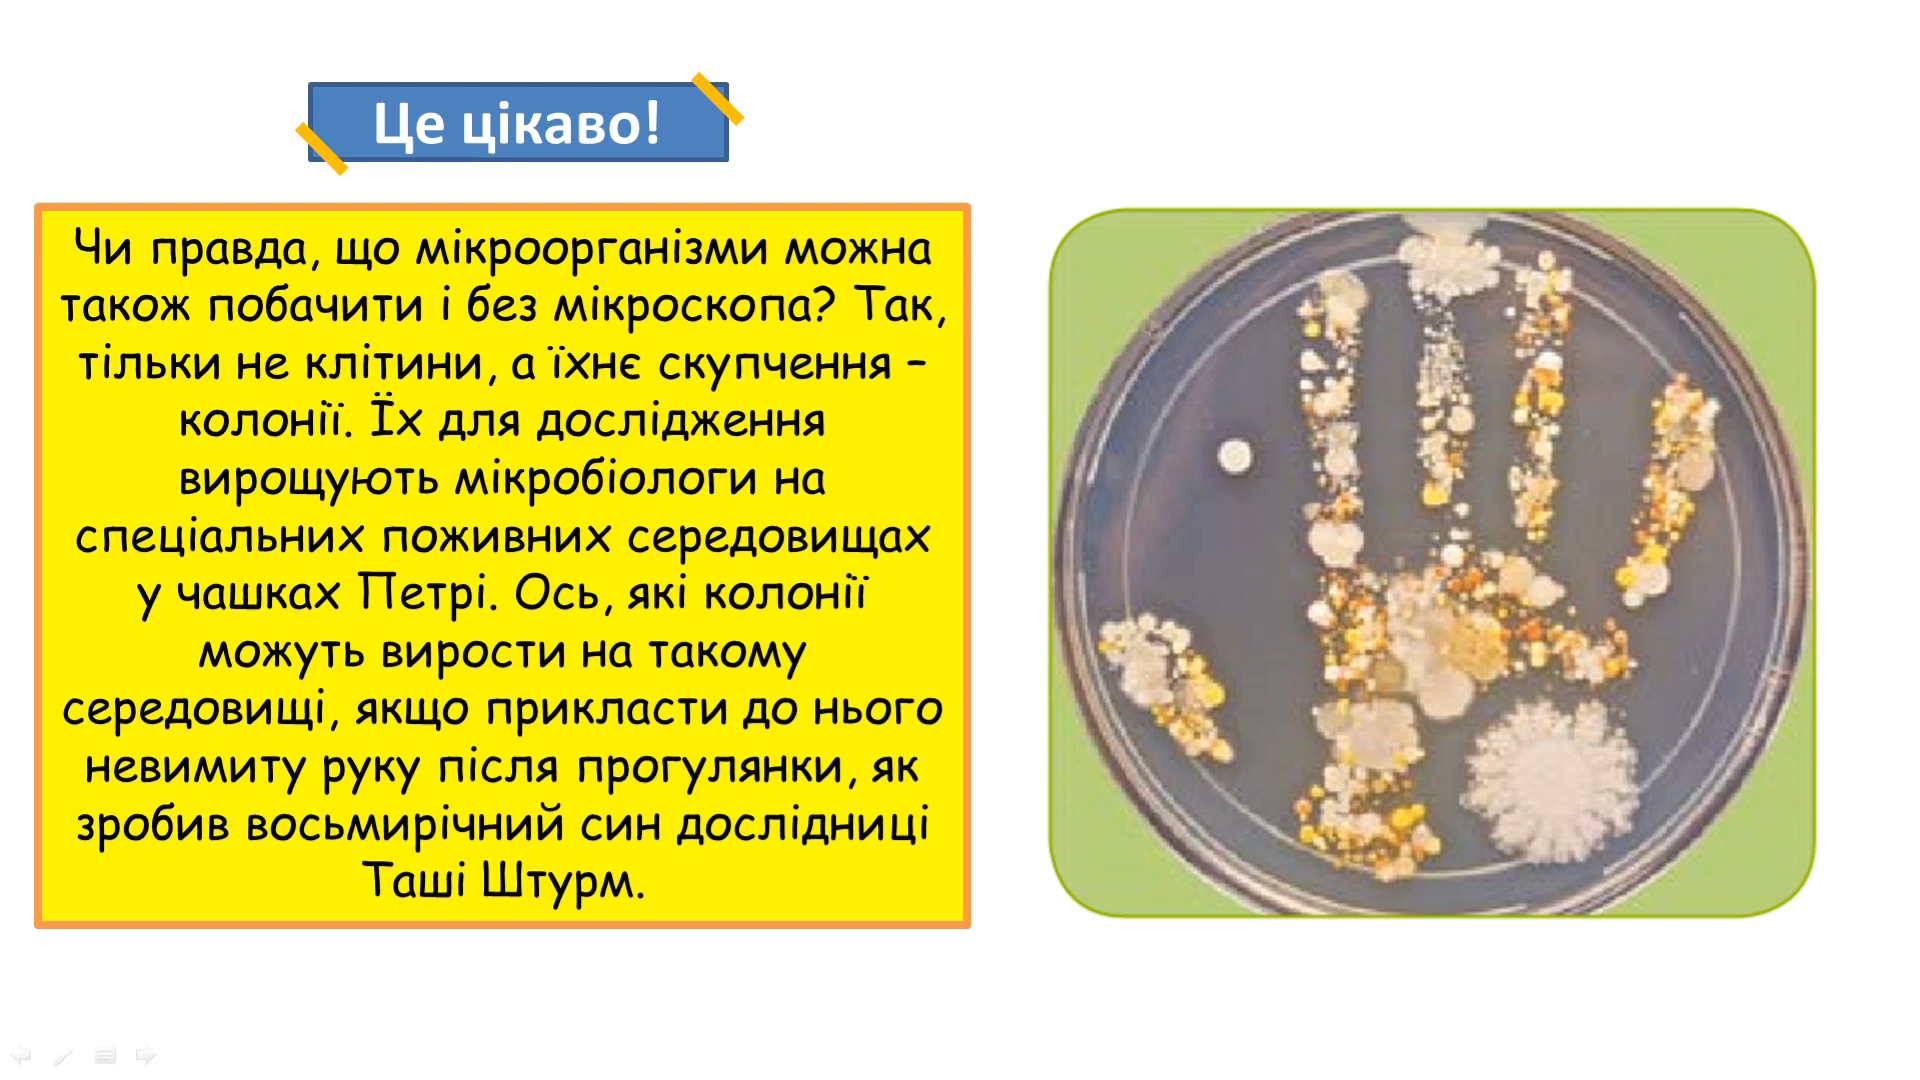 Це цікаво!
Чи правда, що мікроорганізми можна
також побачити і без мікроскопа? Так,
тільки не клітини, а їхнє скупчення –
колонії. Їх для дослідження
вирощують мікробіологи на
спеціальних поживних середовищах
у чашках Петрі. Ось, які колонії
можуть вирости на такому
середовищі, якщо прикласти до нього
невимиту руку після прогулянки, як
зробив восьмирічний син дослідниці
Таші Штурм.